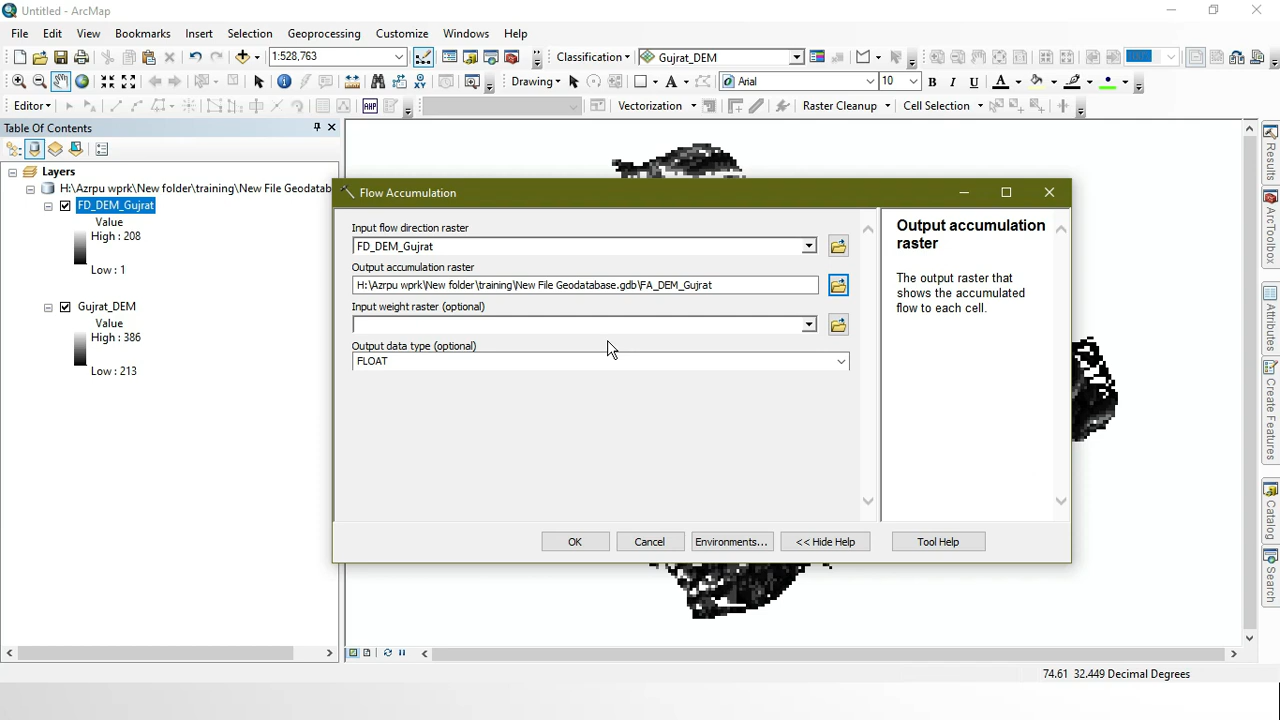 Untitled - ArcMap
File Edit View Bookmarks Insert Selection Geoprocessing Customize Windows Help
1:528,763 Classification Gujrat_DEM
Drawing Arial 10 B I U A
Editor AHP Vectorization Raster Cleanup Cell Selection
Table Of Contents
Layers
H:\Azrpu wprk\New folder\training\New File Geodatab
FD_DEM_Gujrat
Value
High : 208
Low : 1
Gujrat_DEM
Value
High : 386
Low : 213
Flow Accumulation
Input flow direction raster
FD_DEM_Gujrat
Output accumulation raster
H:\Azrpu wprk\New folder\training\New File Geodatabase.gdb\FA_DEM_Gujrat
Input weight raster (optional)
Output data type (optional)
FLOAT
OK Cancel Environments... << Hide Help Tool Help
Output accumulation
raster
The output raster that
shows the accumulated
flow to each cell.
Results
ArcToolbox
Attributes
Create Features
Catalog
Search
74.61 32.449 Decimal Degrees